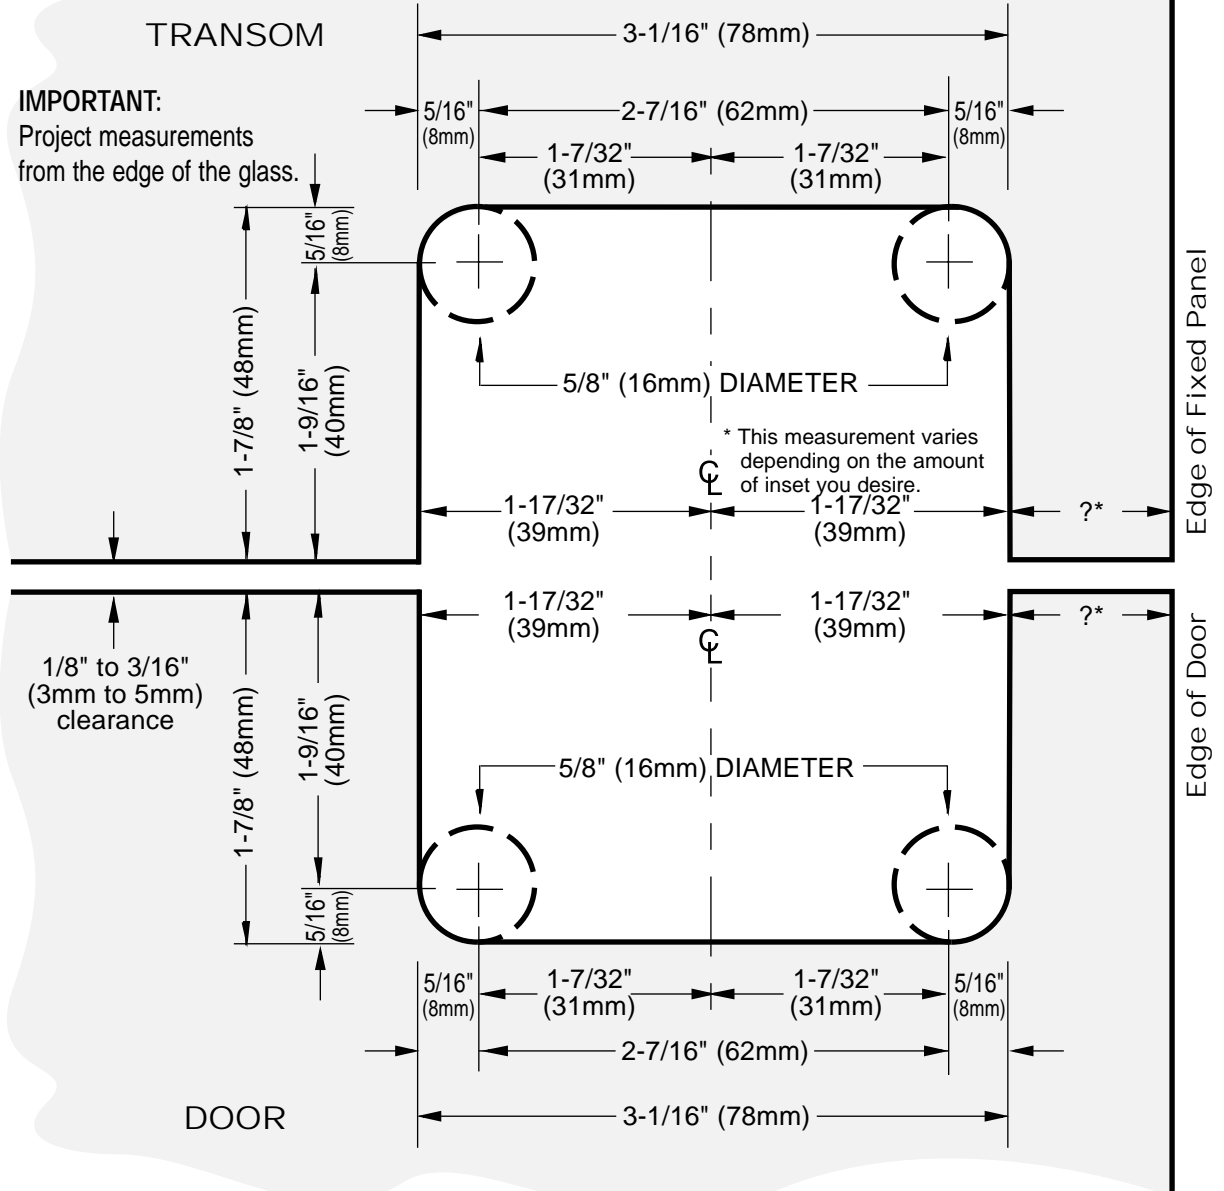 TRANSOM
3-1/16" (78mm)
IMPORTANT:
Project measurements
from the edge of the glass.
5/16"
(8mm)
2-7/16" (62mm)
5/16"
(8mm)
1-7/32"
(31mm)
1-7/32"
(31mm)
5/16"
(8mm)
1-7/8" (48mm)
1-9/16"
(40mm)
5/8" (16mm) DIAMETER
* This measurement varies
depending on the amount
of inset you desire.
℄
1-17/32"
(39mm)
1-17/32"
(39mm)
?*
Edge of Fixed Panel
1-17/32"
(39mm)
1-17/32"
(39mm)
?*
℄
Edge of Door
1/8" to 3/16"
(3mm to 5mm)
clearance
1-7/8" (48mm)
1-9/16"
(40mm)
5/8" (16mm) DIAMETER
5/16"
(8mm)
5/16"
(8mm)
1-7/32"
(31mm)
1-7/32"
(31mm)
5/16"
(8mm)
2-7/16" (62mm)
DOOR
3-1/16" (78mm)